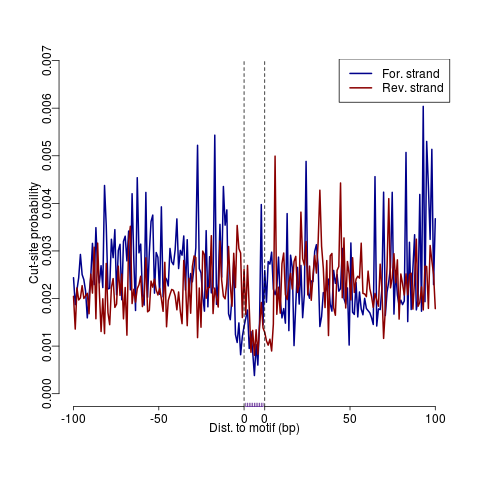 For. strand
Rev. strand
Cut-site probability
0.007
0.006
0.005
0.004
0.003
0.002
0.001
0.000
-100 -50 0 0 50 100
Dist. to motif (bp)